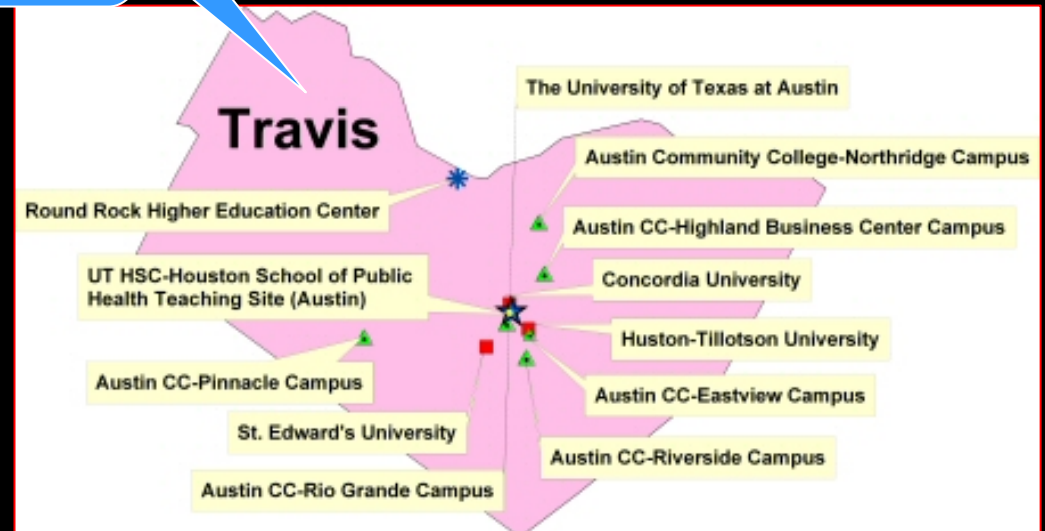 The University of Texas at Austin
Travis
Austin Community College-Northridge Campus
Round Rock Higher Education Center
Austin CC-Highland Business Center Campus
UT HSC-Houston School of Public
Health Teaching Site (Austin)
Concordia University
Huston-Tillotson University
Austin CC-Pinnacle Campus
Austin CC-Eastview Campus
St. Edward's University
Austin CC-Riverside Campus
Austin CC-Rio Grande Campus